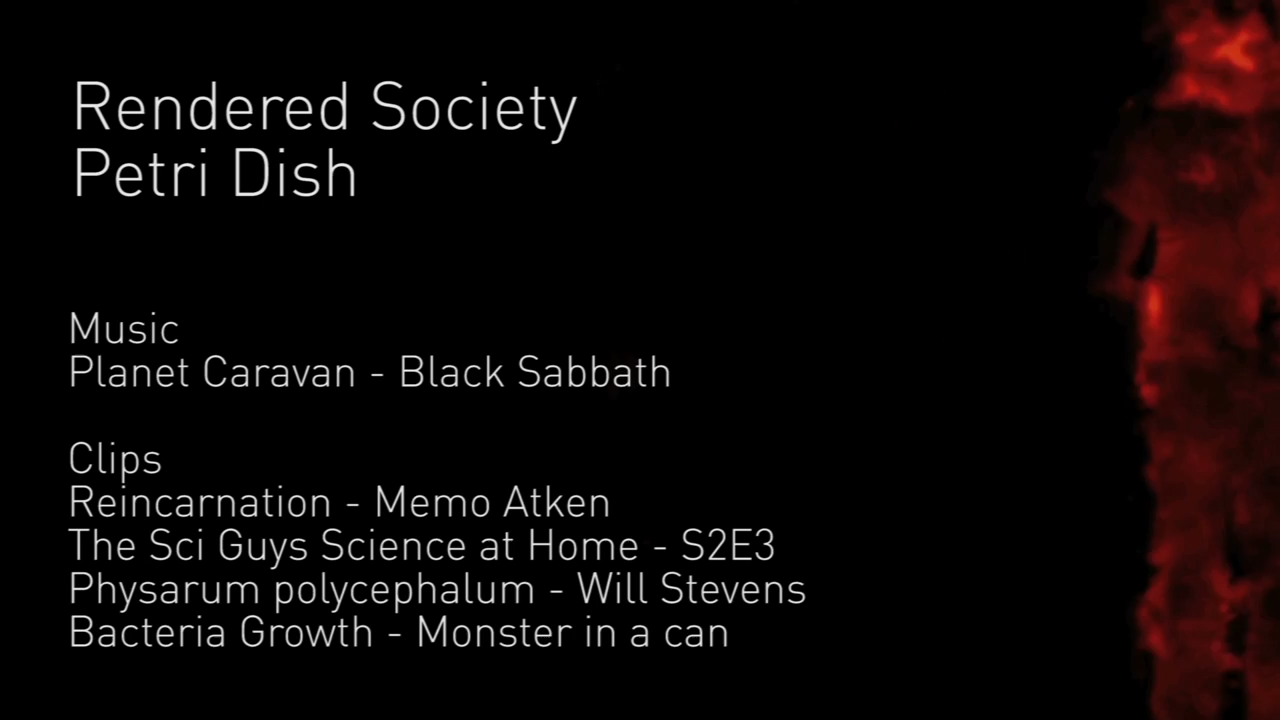 Rendered Society
Petri Dish
Music
Planet Caravan - Black Sabbath
Clips
Reincarnation - Memo Atken
The Sci Guys Science at Home - S2E3
Physarum polycephalum - Will Stevens
Bacteria Growth - Monster in a can